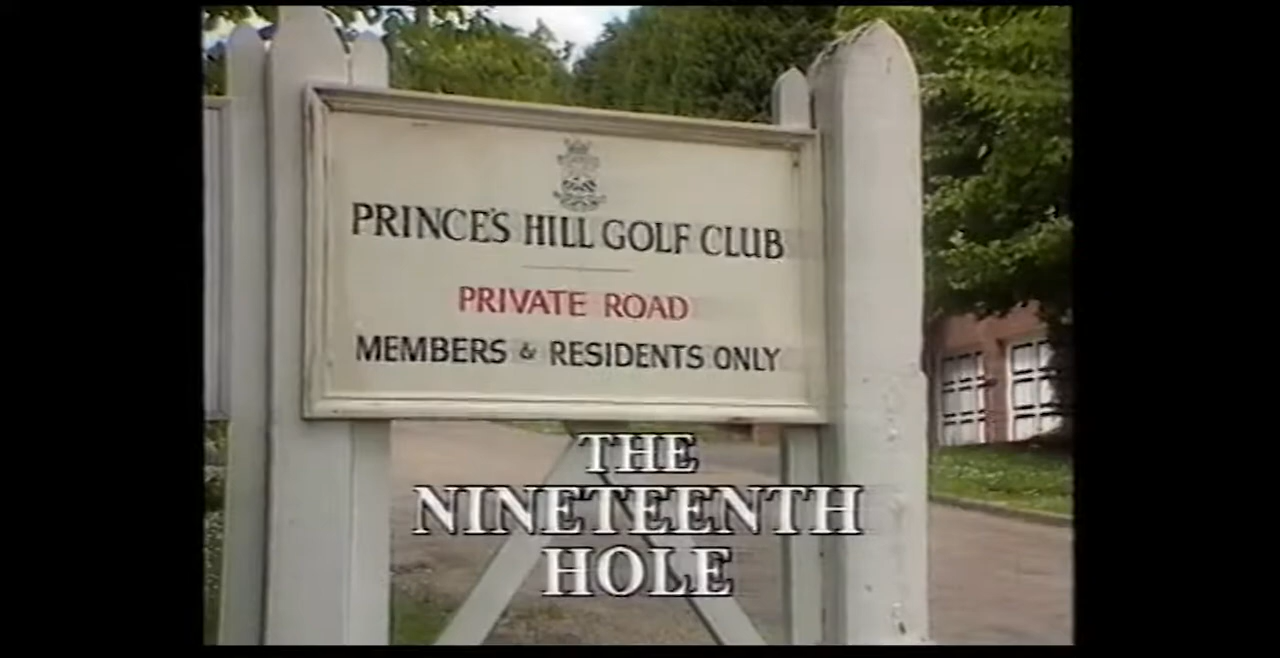 PRINCE'S HILL GOLF CLUB
PRIVATE ROAD
MEMBERS & RESIDENTS ONLY
THE
NINETEENTH
HOLE